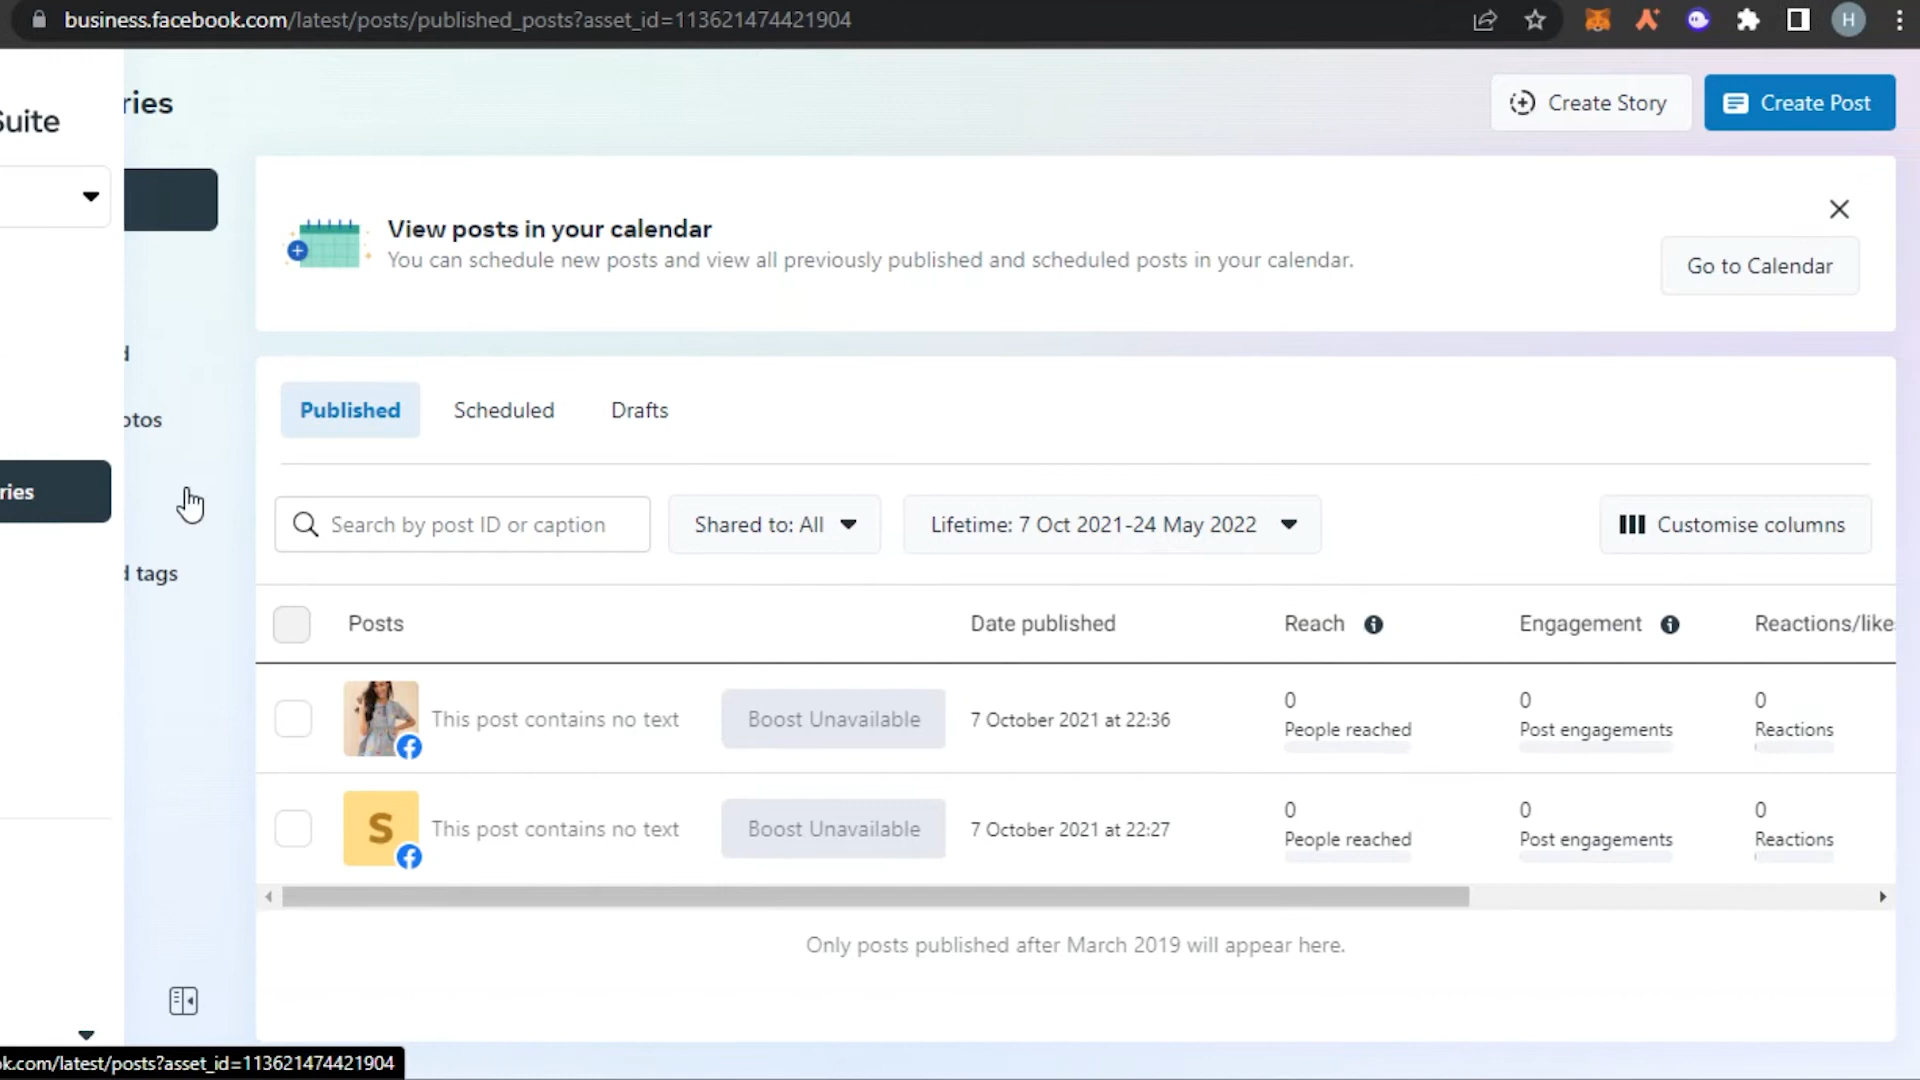 business.facebook.com/latest/posts/published_posts?asset_id=113621474421904
H
Suite
ries
Create Story
Create Post
View posts in your calendar
You can schedule new posts and view all previously published and scheduled posts in your calendar.
Go to Calendar
d
otos
ries
d tags
Published
Scheduled
Drafts
Search by post ID or caption
Shared to: All
Lifetime: 7 Oct 2021-24 May 2022
Customise columns
Posts
Date published
Reach
Engagement
Reactions/like
This post contains no text
Boost Unavailable
7 October 2021 at 22:36
0
People reached
0
Post engagements
0
Reactions
S
This post contains no text
Boost Unavailable
7 October 2021 at 22:27
0
People reached
0
Post engagements
0
Reactions
Only posts published after March 2019 will appear here.
ok.com/latest/posts?asset_id=113621474421904